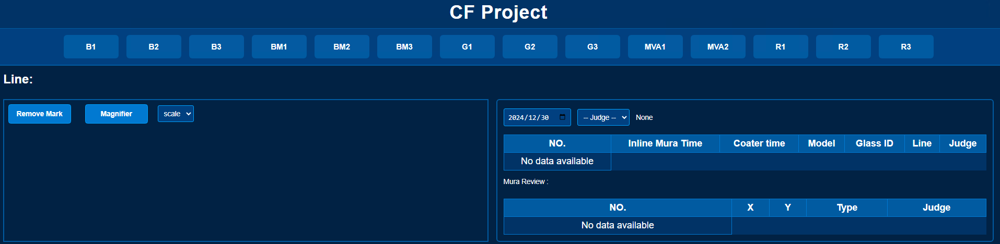 CF Project
B1 B2 B3 BM1 BM2 BM3 G1 G2 G3 MVA1 MVA2 R1 R2 R3
Line:
Remove Mark Magnifier scale
2024/12/30 -- Judge -- None
NO. Inline Mura Time Coater time Model Glass ID Line Judge
No data available
Mura Review :
NO. X Y Type Judge
No data available